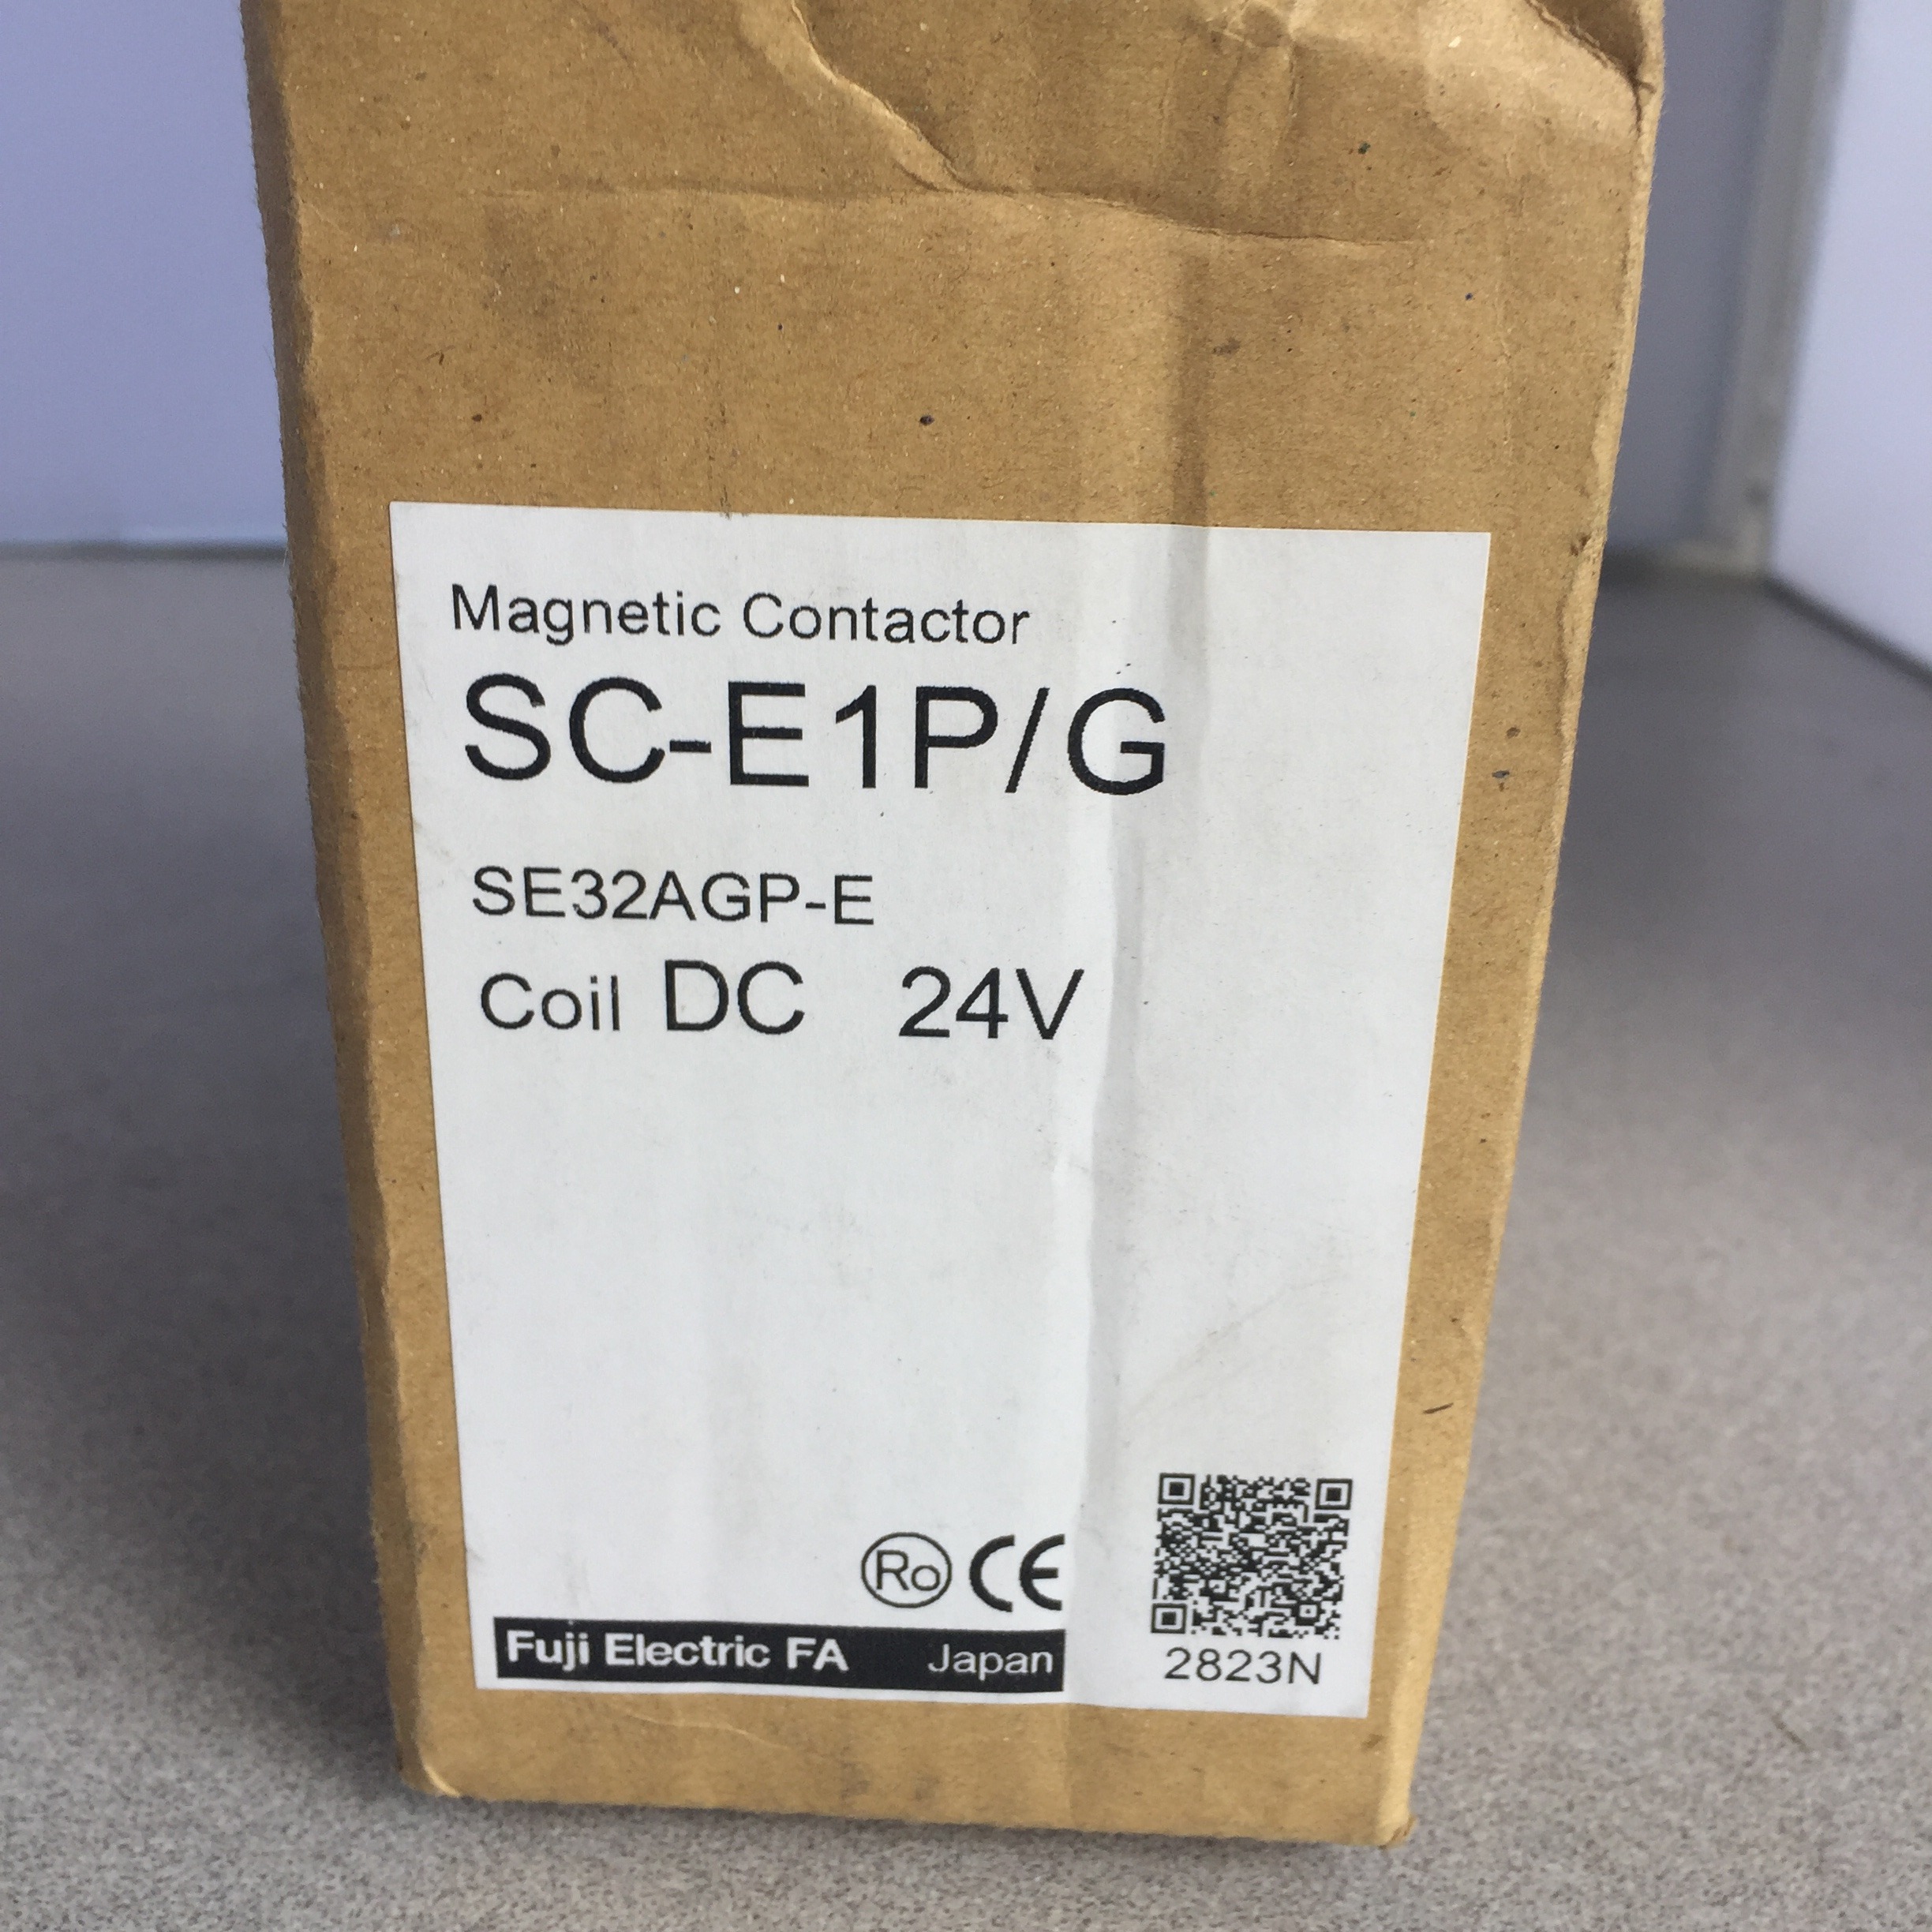 Magnetic Contactor
SC-E1P/G
SE32AGP-E
Coil DC 24V
Ro CE
Fuji Electric FA Japan
2823N